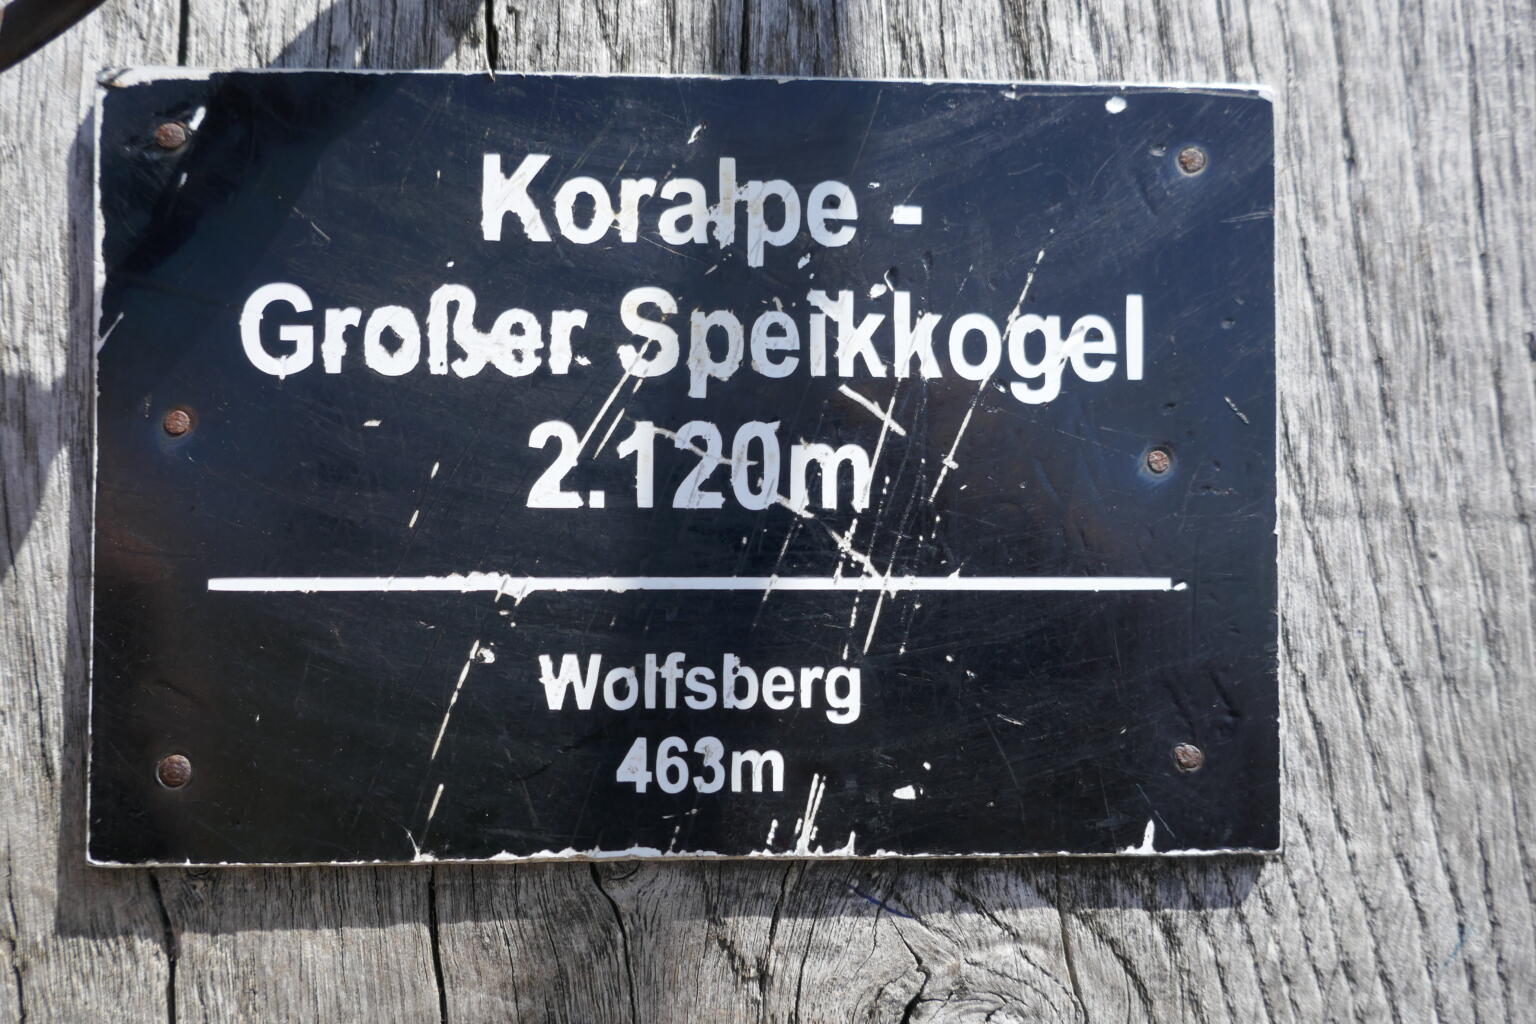 Koralpe -
Großer Speikkogel
2.120m
Wolfsberg
463m